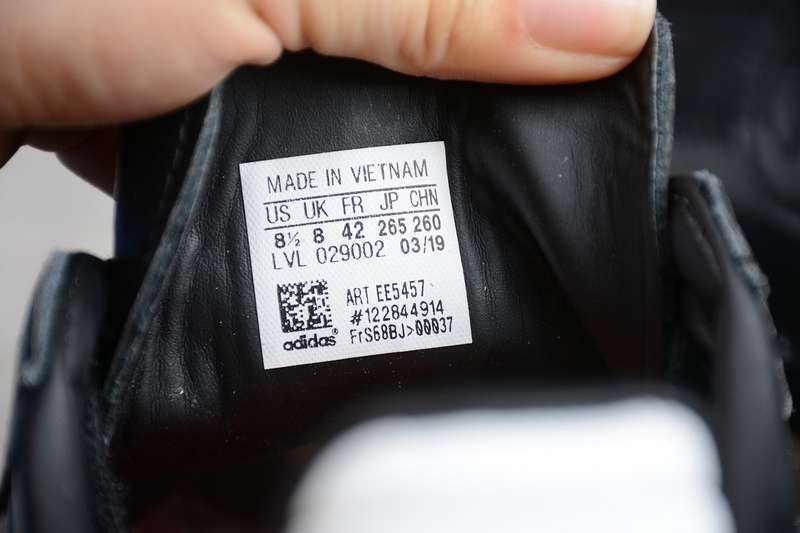 MADE IN VIETNAM
US UK FR JP CHN
8½ 8 42 265 260
LVL 029002 03/19
ART EE5457
#122844914
adidas® FrS68BJ>00037